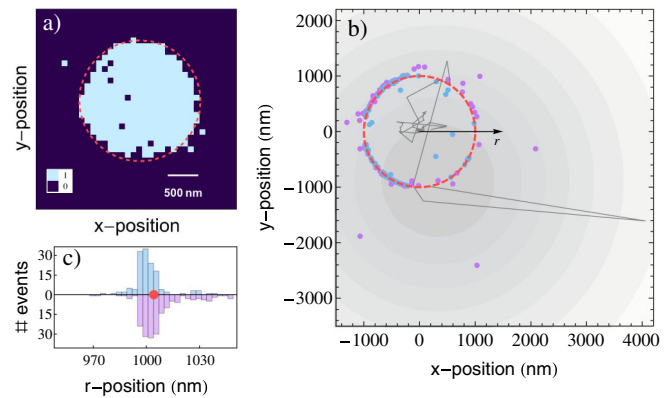 a)
y−position
1
0
500 nm
x−position
b)
2000
1000
0
−1000
−2000
−3000
y−position (nm)
r
−1000
0
1000
2000
3000
4000
x−position (nm)
c)
# events
30
15
0
15
30
970
1000
1030
r−position (nm)